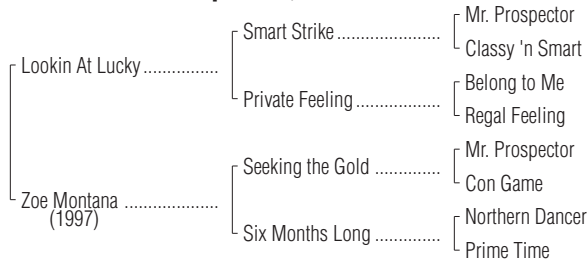 Mr. Prospector
Smart Strike ......................
Classy 'n Smart
Lookin At Lucky ................
Belong to Me
Private Feeling ..................
Regal Feeling
Mr. Prospector
Seeking the Gold ..............
Con Game
Zoe Montana ....................
(1997)
Northern Dancer
Six Months Long ..............
Prime Time